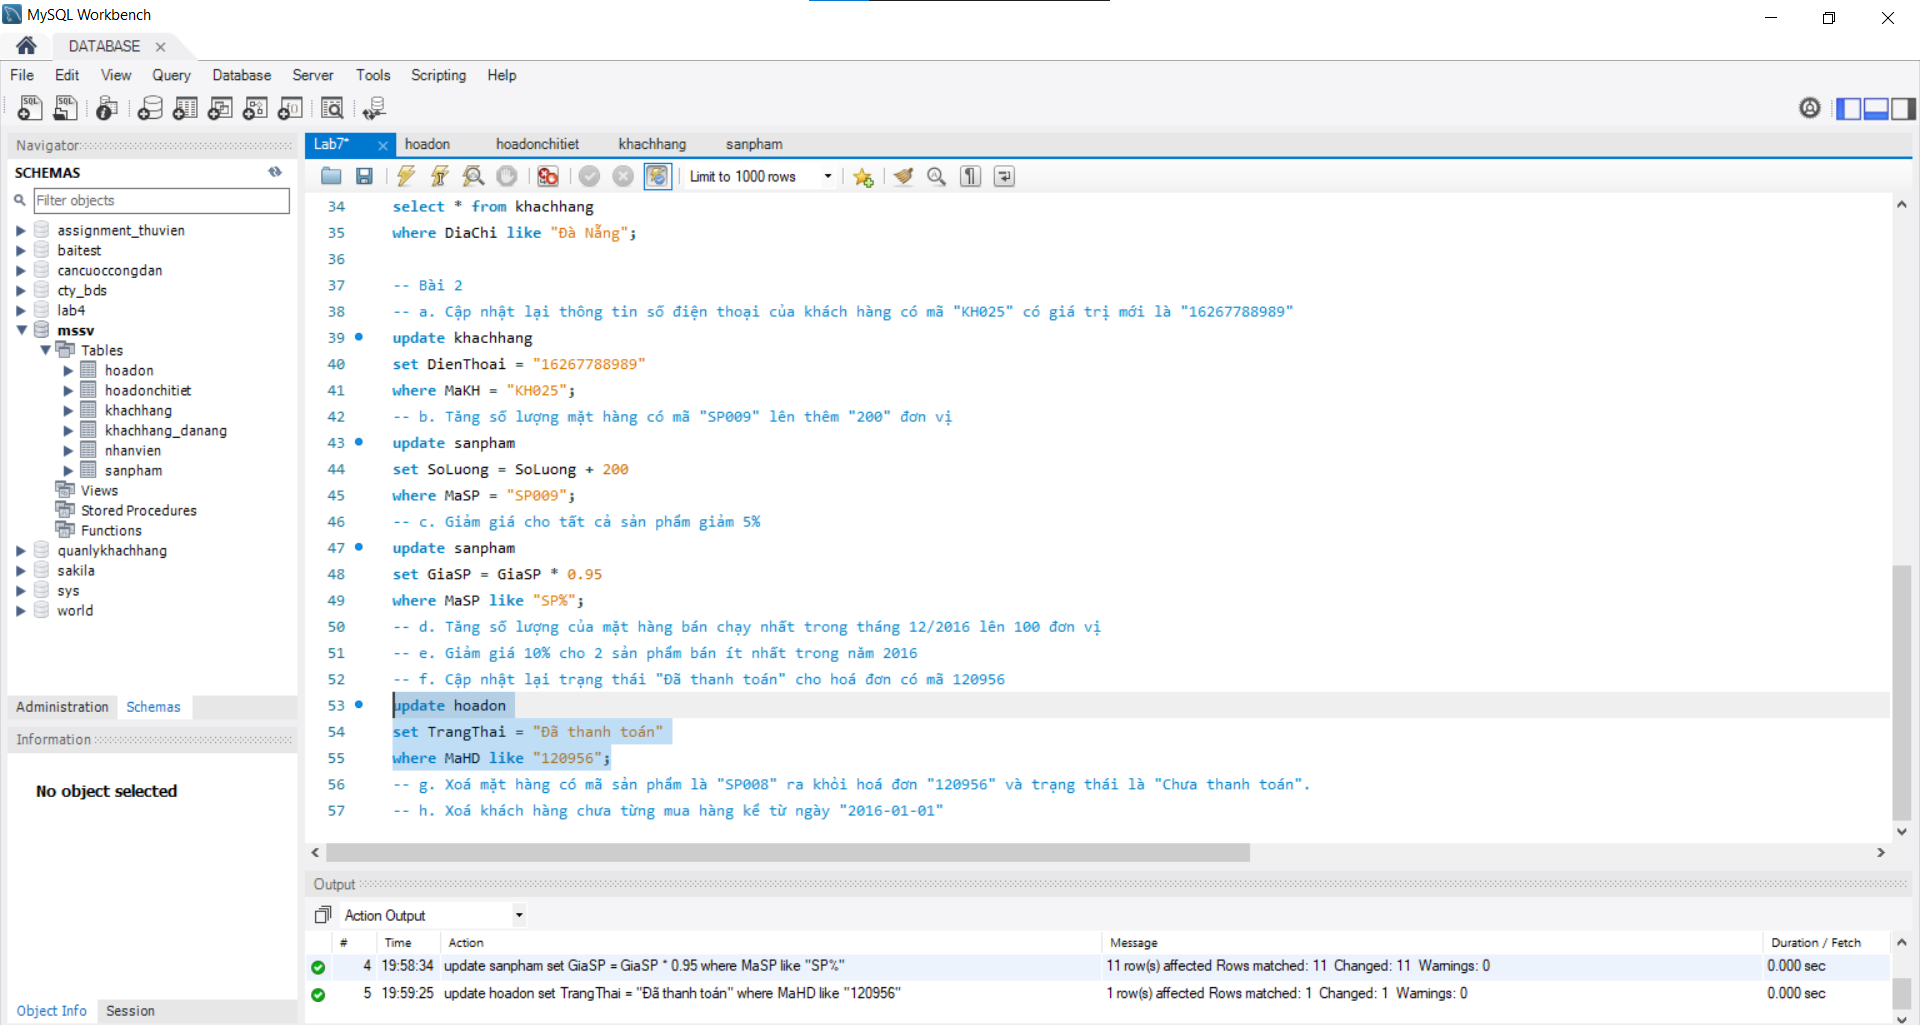 MySQL Workbench
DATABASE
File Edit View Query Database Server Tools Scripting Help
Navigator
SCHEMAS
Filter objects
assignment_thuvien
baitest
cancuoccongdan
cty_bds
lab4
mssv
Tables
hoadon
hoadonchitiet
khachhang
khachhang_danang
nhanvien
sanpham
Views
Stored Procedures
Functions
quanlykhachhang
sakila
sys
world
Administration Schemas
Information
No object selected
Object Info Session
Lab7* hoadon hoadonchitiet khachhang sanpham
Limit to 1000 rows
34 select * from khachhang
35 where DiaChi like "Đà Nẵng";
36
37 -- Bài 2
38 -- a. Cập nhật lại thông tin số điện thoại của khách hàng có mã "KH025" có giá trị mới là "16267788989"
39 update khachhang
40 set DienThoai = "16267788989"
41 where MaKH = "KH025";
42 -- b. Tăng số lượng mặt hàng có mã "SP009" lên thêm "200" đơn vị
43 update sanpham
44 set SoLuong = SoLuong + 200
45 where MaSP = "SP009";
46 -- c. Giảm giá cho tất cả sản phẩm giảm 5%
47 update sanpham
48 set GiaSP = GiaSP * 0.95
49 where MaSP like "SP%";
50 -- d. Tăng số lượng của mặt hàng bán chạy nhất trong tháng 12/2016 lên 100 đơn vị
51 -- e. Giảm giá 10% cho 2 sản phẩm bán ít nhất trong năm 2016
52 -- f. Cập nhật lại trạng thái "Đã thanh toán" cho hoá đơn có mã 120956
53 update hoadon
54 set TrangThai = "Đã thanh toán"
55 where MaHD like "120956";
56 -- g. Xoá mặt hàng có mã sản phẩm là "SP008" ra khỏi hoá đơn "120956" và trạng thái là "Chưa thanh toán".
57 -- h. Xoá khách hàng chưa từng mua hàng kể từ ngày "2016-01-01"
Output
Action Output
# Time Action Message Duration / Fetch
4 19:58:34 update sanpham set GiaSP = GiaSP * 0.95 where MaSP like "SP%" 11 row(s) affected Rows matched: 11 Changed: 11 Warnings: 0 0.000 sec
5 19:59:25 update hoadon set TrangThai = "Đã thanh toán" where MaHD like "120956" 1 row(s) affected Rows matched: 1 Changed: 1 Warnings: 0 0.000 sec